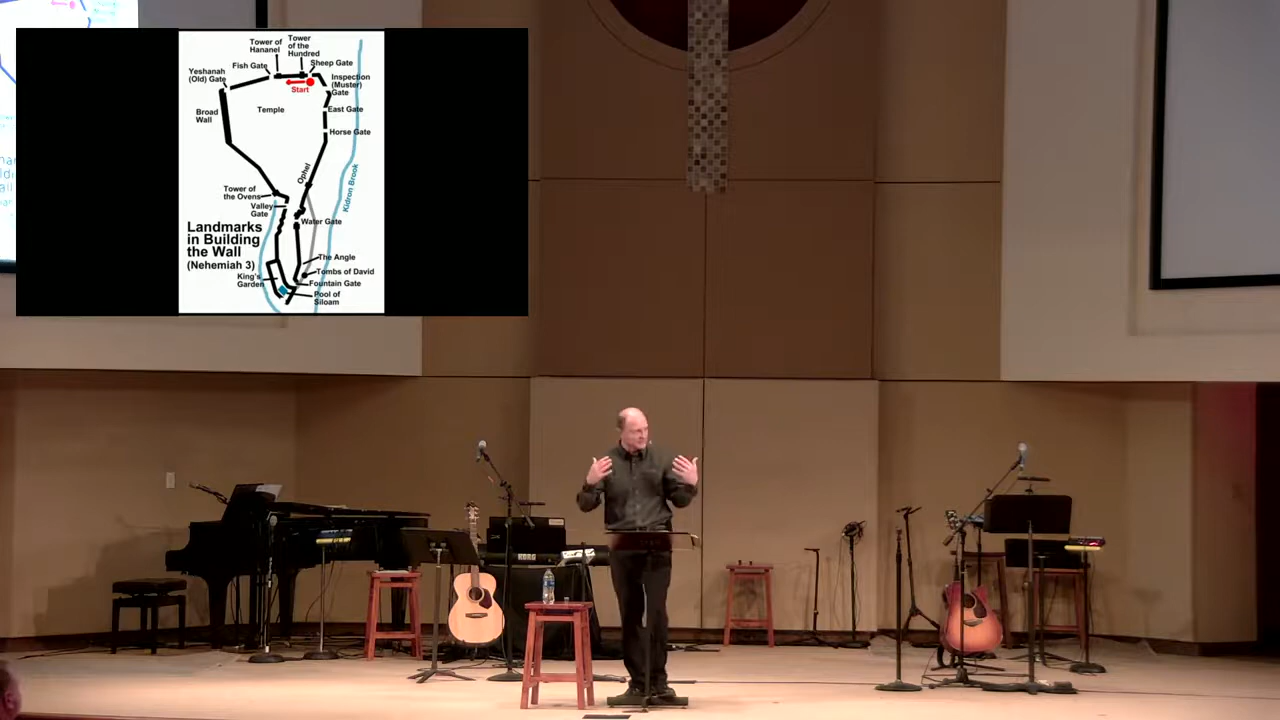 Tower of
Hananel
Tower
of the
Hundred
Fish Gate
Sheep Gate
Yeshanah
(Old) Gate
Inspection
(Muster)
Gate
Start
Broad
Wall
Temple
East Gate
Horse Gate
Ophel
Kidron Brook
Tower of
the Ovens
Valley
Gate
Water Gate
Landmarks
in Building
the Wall
(Nehemiah 3)
The Angle
King's
Garden
Tombs of David
Fountain Gate
Pool of
Siloam
KORG